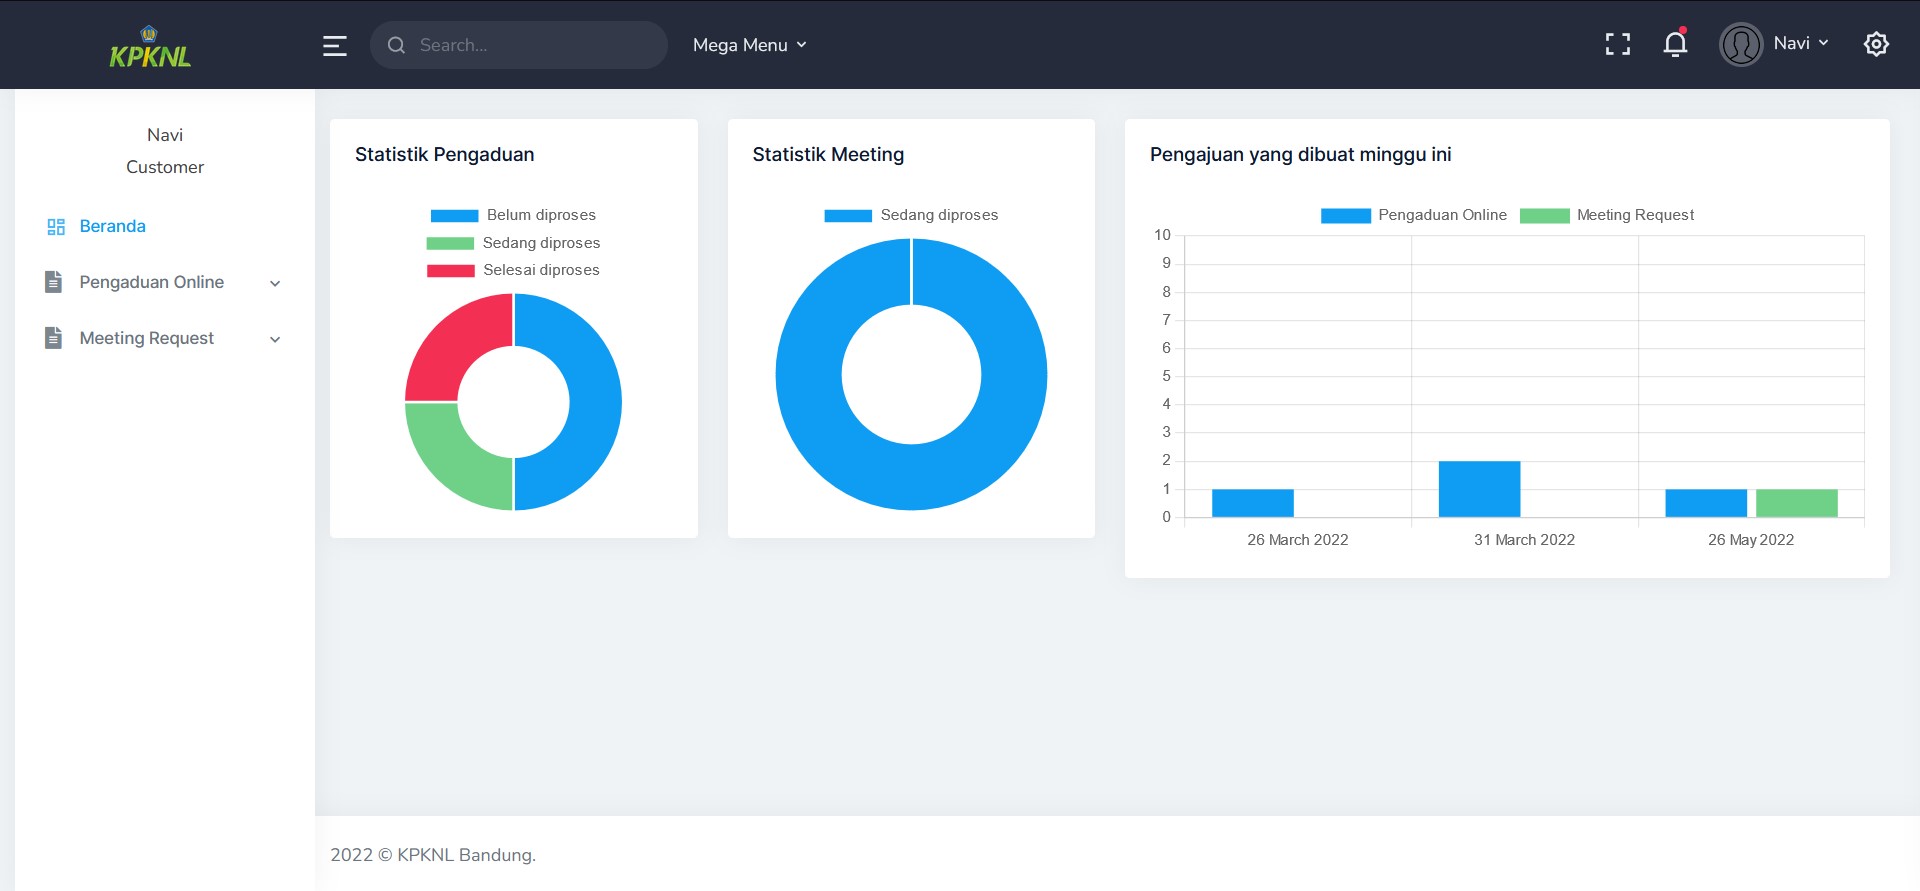 KPKNL
Search...
Mega Menu
Navi
Navi
Customer
Beranda
Pengaduan Online
Meeting Request
Statistik Pengaduan
Belum diproses
Sedang diproses
Selesai diproses
Statistik Meeting
Sedang diproses
Pengajuan yang dibuat minggu ini
Pengaduan Online Meeting Request
10
9
8
7
6
5
4
3
2
1
0
26 March 2022 31 March 2022 26 May 2022
2022 © KPKNL Bandung.